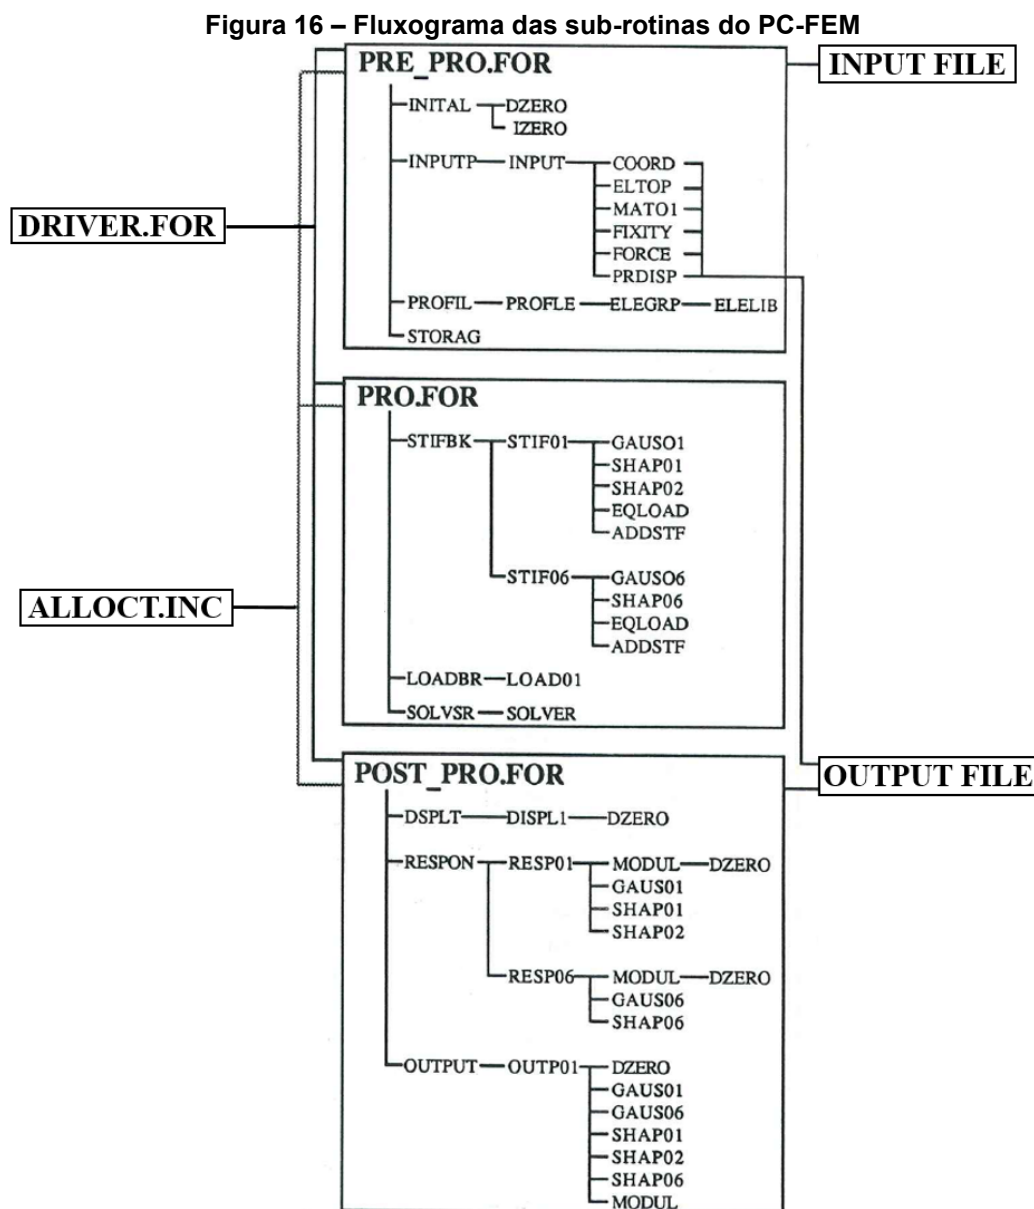 Figura 16 – Fluxograma das sub-rotinas do PC-FEM
PRE_PRO.FOR
INPUT FILE
INITAL DZERO
IZERO
INPUTP INPUT COORD
ELTOP
DRIVER.FOR
MATO1
FIXITY
FORCE
PRDISP
PROFIL PROFLE ELEGRP ELELIB
STORAG
PRO.FOR
STIFBK STIF01 GAUSO1
SHAP01
SHAP02
EQLOAD
ADDSTF
STIF06 GAUSO6
ALLOCT.INC
SHAP06
EQLOAD
ADDSTF
LOADBR LOAD01
SOLVSR SOLVER
POST_PRO.FOR
OUTPUT FILE
DSPLT DISPL1 DZERO
RESPON RESP01 MODUL DZERO
GAUS01
SHAP01
SHAP02
RESP06 MODUL DZERO
GAUS06
SHAP06
OUTPUT OUTP01 DZERO
GAUS01
GAUS06
SHAP01
SHAP02
SHAP06
MODUL